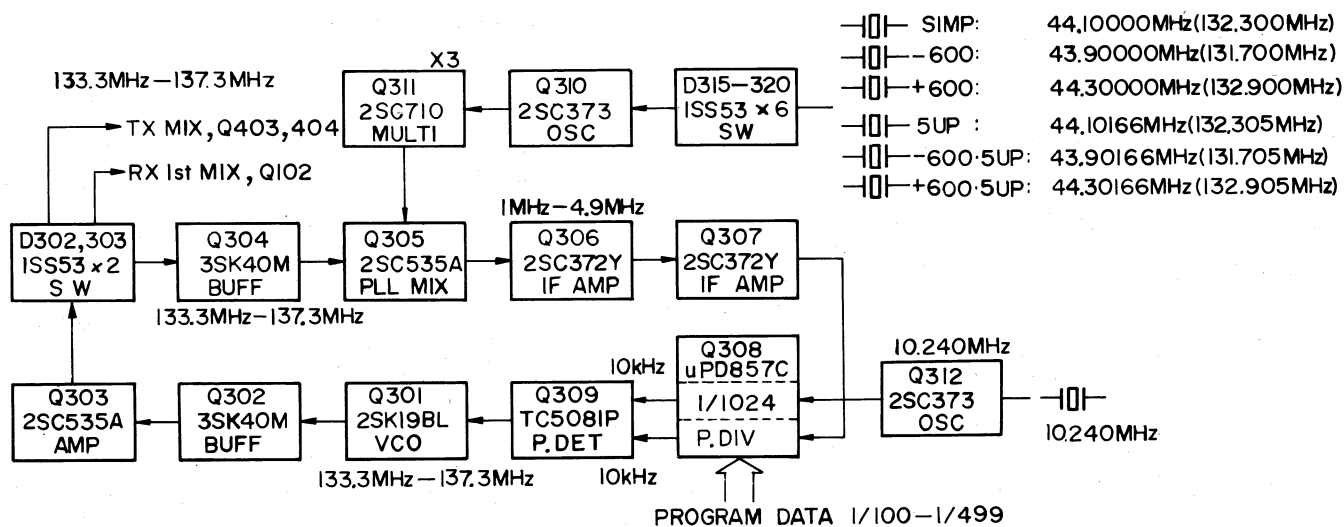 SIMP: 44.10000MHz(132.300MHz)
-600: 43.90000MHz(131.700MHz)
+600: 44.30000MHz(132.900MHz)
5UP : 44.10166MHz(132.305MHz)
-600·5UP: 43.90166MHz(131.705MHz)
+600·5UP: 44.30166MHz(132.905MHz)
133.3MHz-137.3MHz
TX MIX, Q403, 404
RX 1st MIX, Q102
X3
Q311
2SC710
MULTI
Q310
2SC373
OSC
D315-320
1SS53 × 6
SW
D302,303
1SS53 × 2
SW
Q304
3SK40M
BUFF
133.3MHz-137.3MHz
Q305
2SC535A
PLL MIX
1MHz-4.9MHz
Q306
2SC372Y
IF AMP
Q307
2SC372Y
IF AMP
Q303
2SC535A
AMP
Q302
3SK40M
BUFF
Q301
2SK19BL
VCO
133.3MHz-137.3MHz
Q309
TC5081P
P.DET
10kHz
10kHz
Q308
uPD857C
1/1024
P.DIV
10.240MHz
Q312
2SC373
OSC
10.240MHz
PROGRAM DATA 1/100-1/499